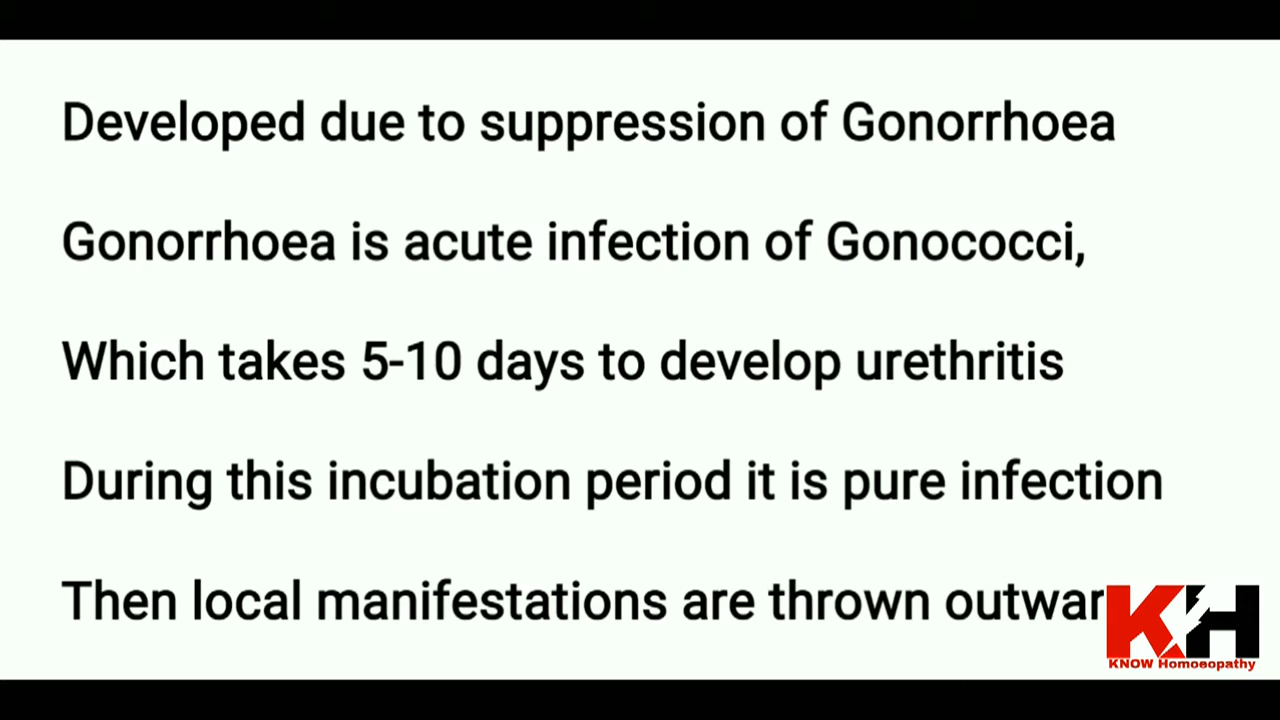 Developed due to suppression of Gonorrhoea
Gonorrhoea is acute infection of Gonococci,
Which takes 5-10 days to develop urethritis
During this incubation period it is pure infection
Then local manifestations are thrown outwar
KH
KNOW Homoeopathy